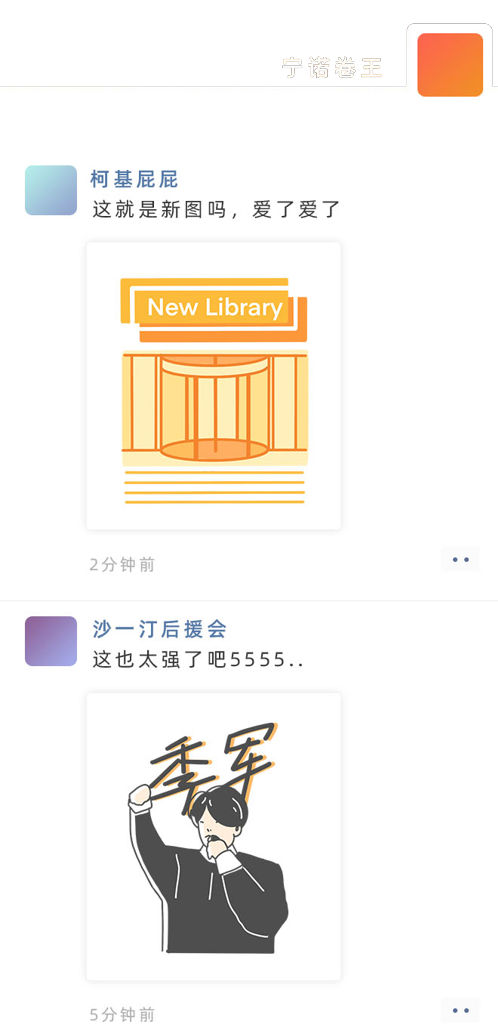 宁诺卷王
柯基屁屁
这就是新图吗，爱了爱了
New Library
2分钟前
沙一汀后援会
这也太强了吧5555..
季军
5分钟前